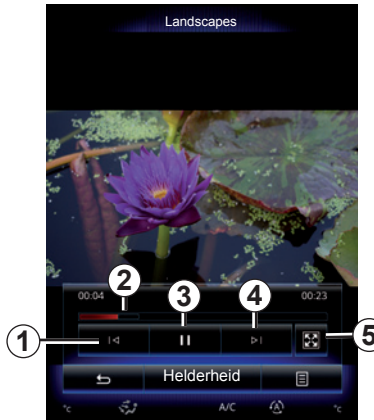 Landscapes
2 3 4
00:04 00:23
1 5
Helderheid
°C A/C A °C